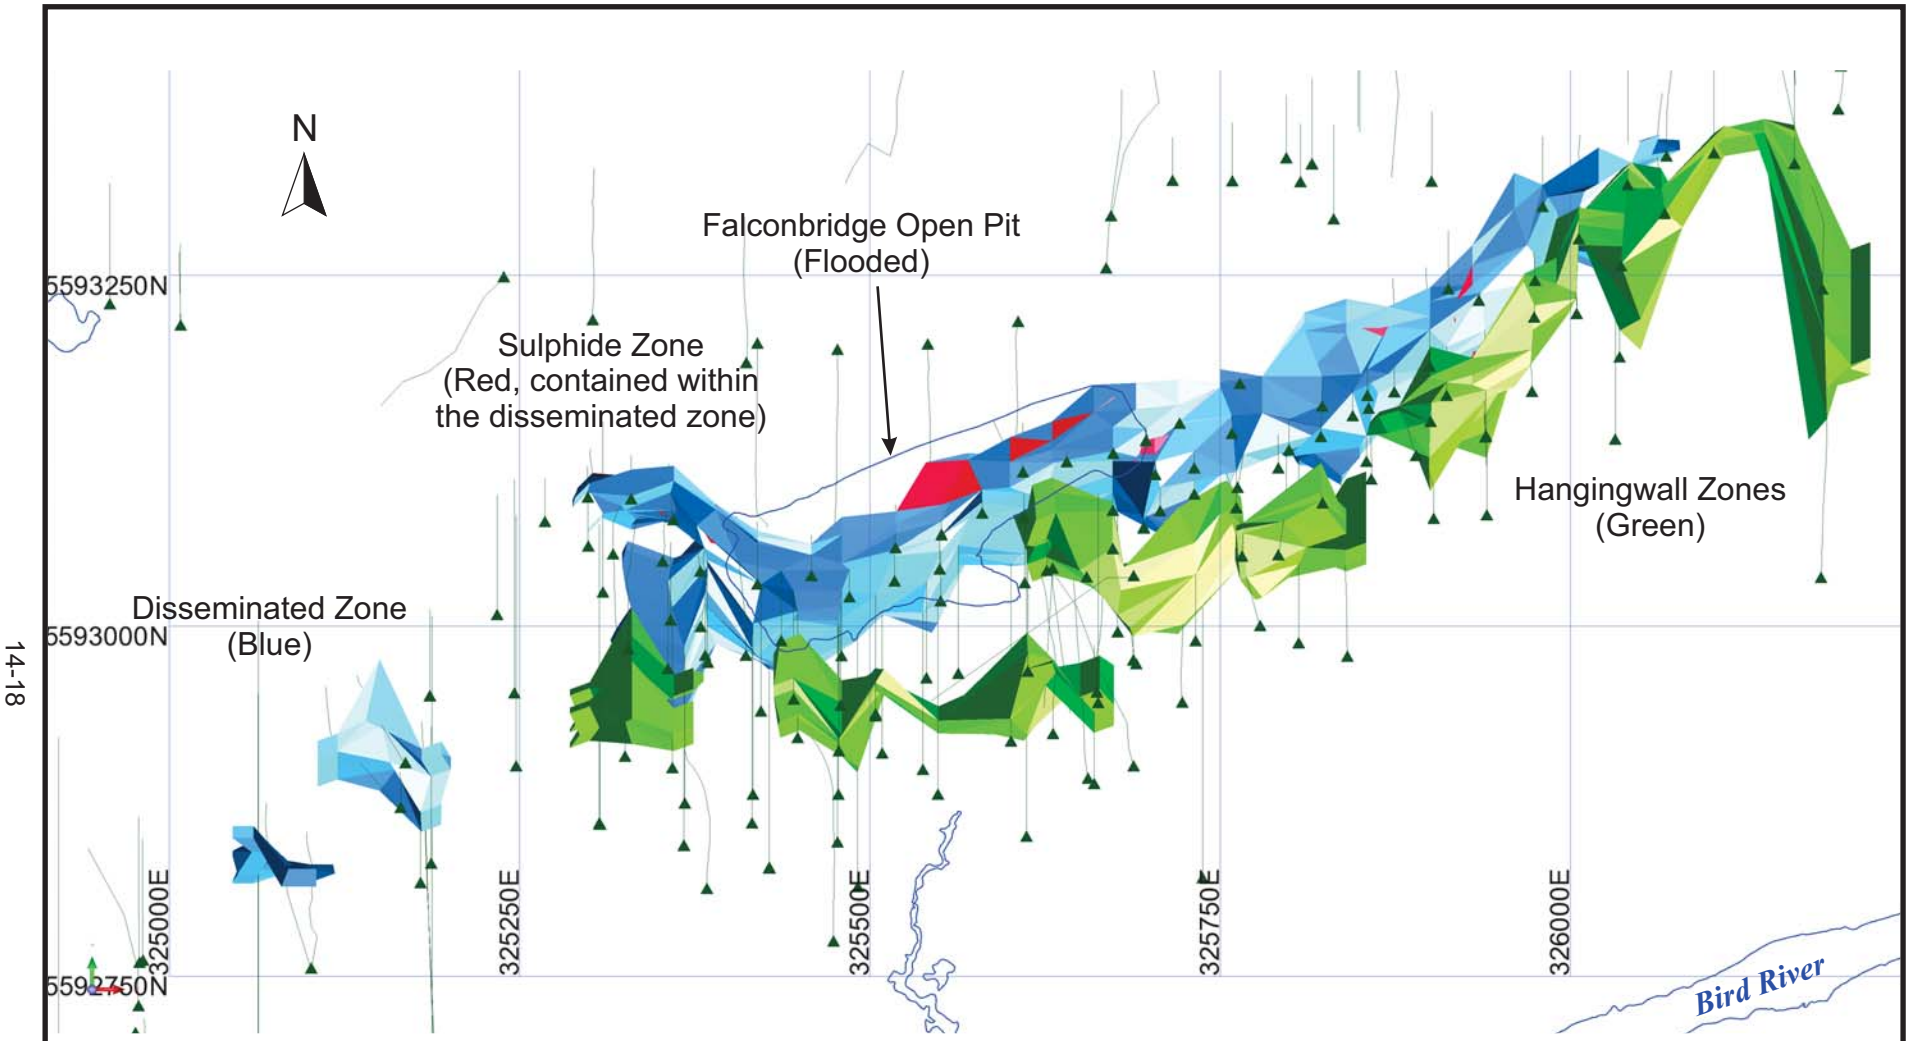 N
Falconbridge Open Pit
(Flooded)
5593250N
Sulphide Zone
(Red, contained within
the disseminated zone)
Hangingwall Zones
(Green)
Disseminated Zone
(Blue)
5593000N
14-18
325000E
325250E
325500E
325750E
326000E
5592750N
Bird River